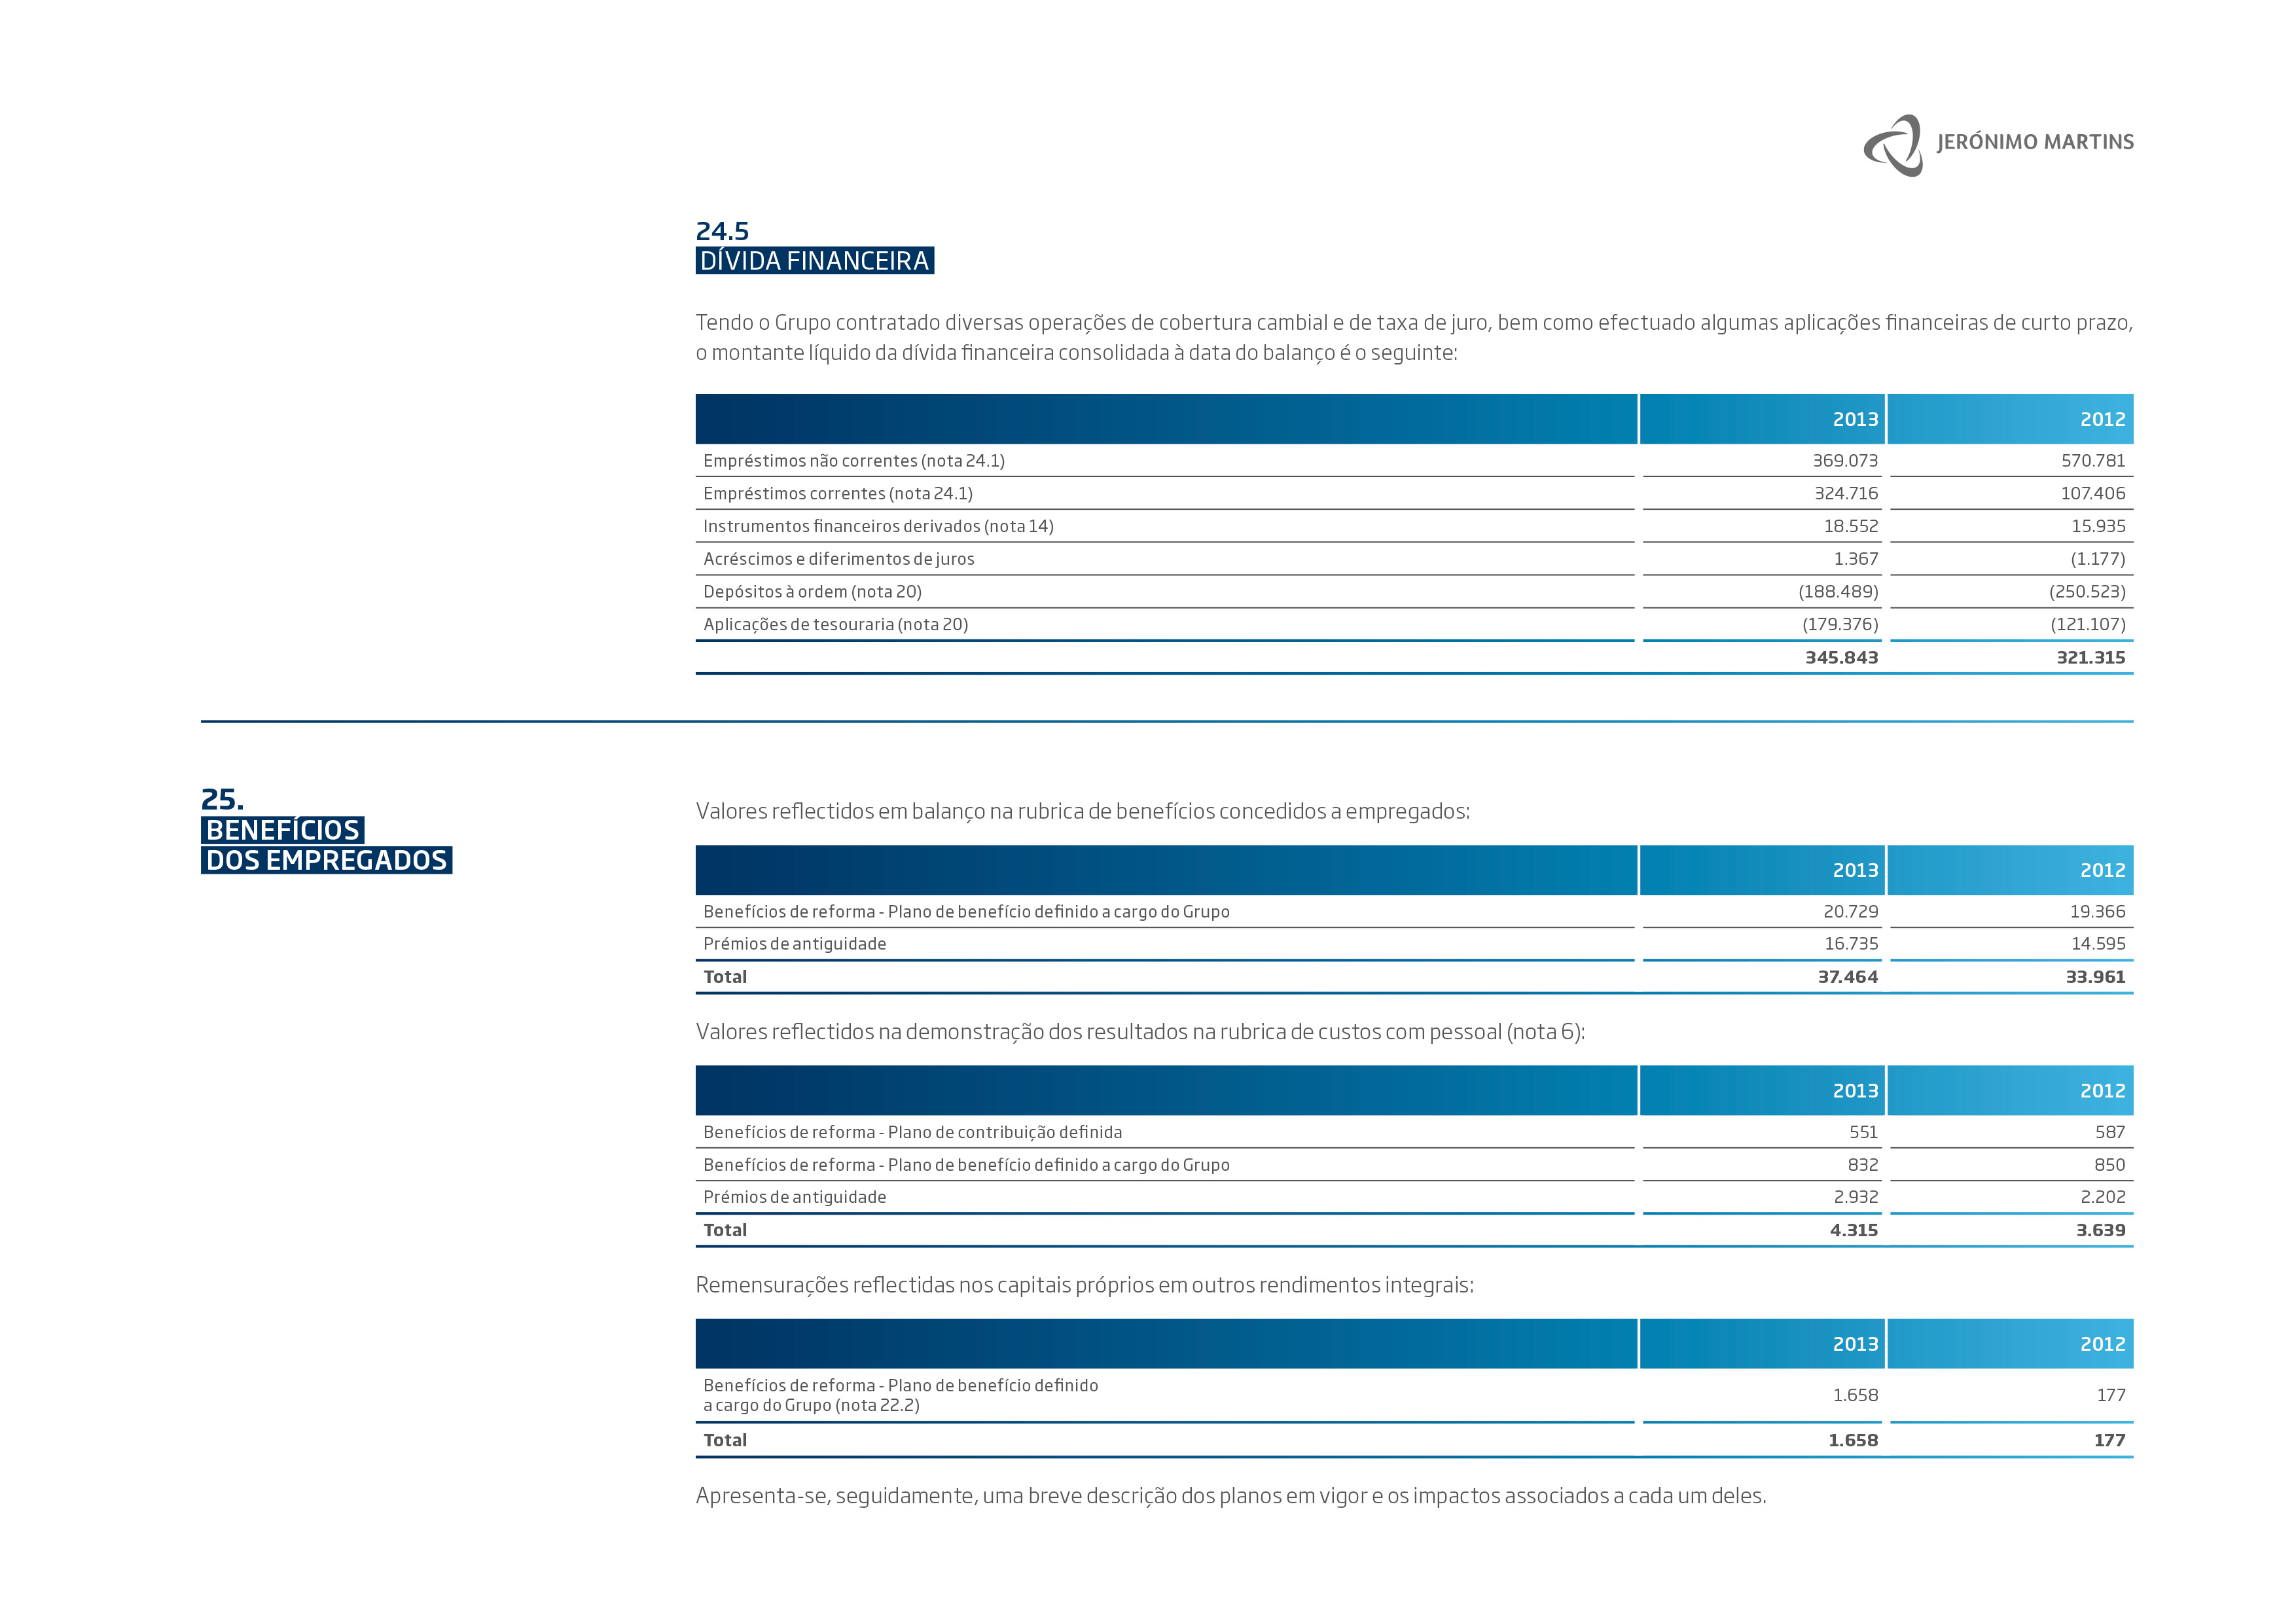 JERÓNIMO MARTINS
24.5
DÍVIDA FINANCEIRA
Tendo o Grupo contratado diversas operações de cobertura cambial e de taxa de juro, bem como efectuado algumas aplicações financeiras de curto prazo,
o montante líquido da dívida financeira consolidada à data do balanço é o seguinte:
2013 2012
Empréstimos não correntes (nota 24.1) 369.073 570.781
Empréstimos correntes (nota 24.1) 324.716 107.406
Instrumentos financeiros derivados (nota 14) 18.552 15.935
Acréscimos e diferimentos de juros 1.367 (1.177)
Depósitos à ordem (nota 20) (188.489) (250.523)
Aplicações de tesouraria (nota 20) (179.376) (121.107)
345.843 321.315
25.
BENEFÍCIOS
DOS EMPREGADOS
Valores reflectidos em balanço na rubrica de benefícios concedidos a empregados:
2013 2012
Benefícios de reforma - Plano de benefício definido a cargo do Grupo 20.729 19.366
Prémios de antiguidade 16.735 14.595
Total 37.464 33.961
Valores reflectidos na demonstração dos resultados na rubrica de custos com pessoal (nota 6):
2013 2012
Benefícios de reforma - Plano de contribuição definida 551 587
Benefícios de reforma - Plano de benefício definido a cargo do Grupo 832 850
Prémios de antiguidade 2.932 2.202
Total 4.315 3.639
Remensurações reflectidas nos capitais próprios em outros rendimentos integrais:
2013 2012
Benefícios de reforma - Plano de benefício definido
a cargo do Grupo (nota 22.2) 1.658 177
Total 1.658 177
Apresenta-se, seguidamente, uma breve descrição dos planos em vigor e os impactos associados a cada um deles.